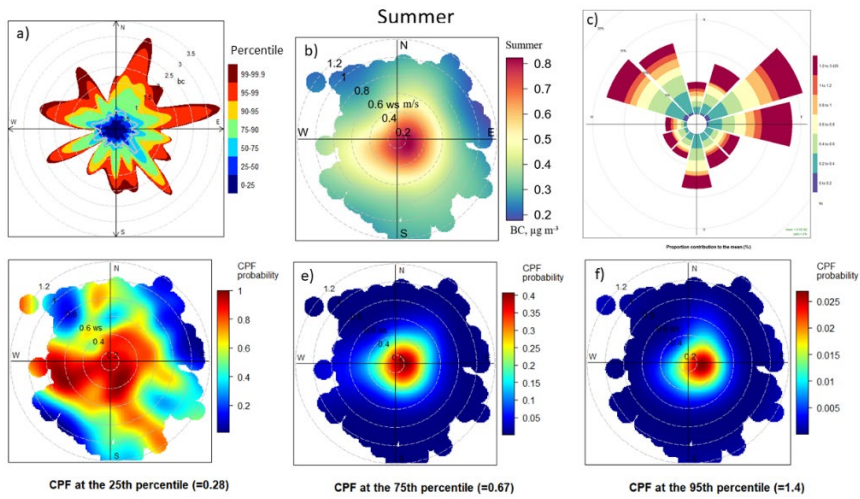 Summer
a)
N
Percentile
3
2.5
bc
1
W
E
S
99-99.9
95-99
90-95
75-90
50-75
25-50
0-25
b)
Summer
N
1.2
1
0.8
0.6 ws m/s
0.4
0.2
W
E
S
0.8
0.7
0.6
0.5
0.4
0.3
0.2
BC, µg m⁻³
c)
Proportion contribution to the mean (%)
N
1.2
0.6 ws
0.4
W
S
CPF
probability
1
0.8
0.6
0.4
0.2
CPF at the 25th percentile (=0.28)
e)
N
1.2
0.4
W
E
S
CPF
probability
0.4
0.35
0.3
0.25
0.2
0.15
0.1
0.05
CPF at the 75th percentile (=0.67)
f)
N
1.2
0.4
0.2
W
E
S
CPF
probability
0.025
0.02
0.015
0.01
0.005
CPF at the 95th percentile (=1.4)